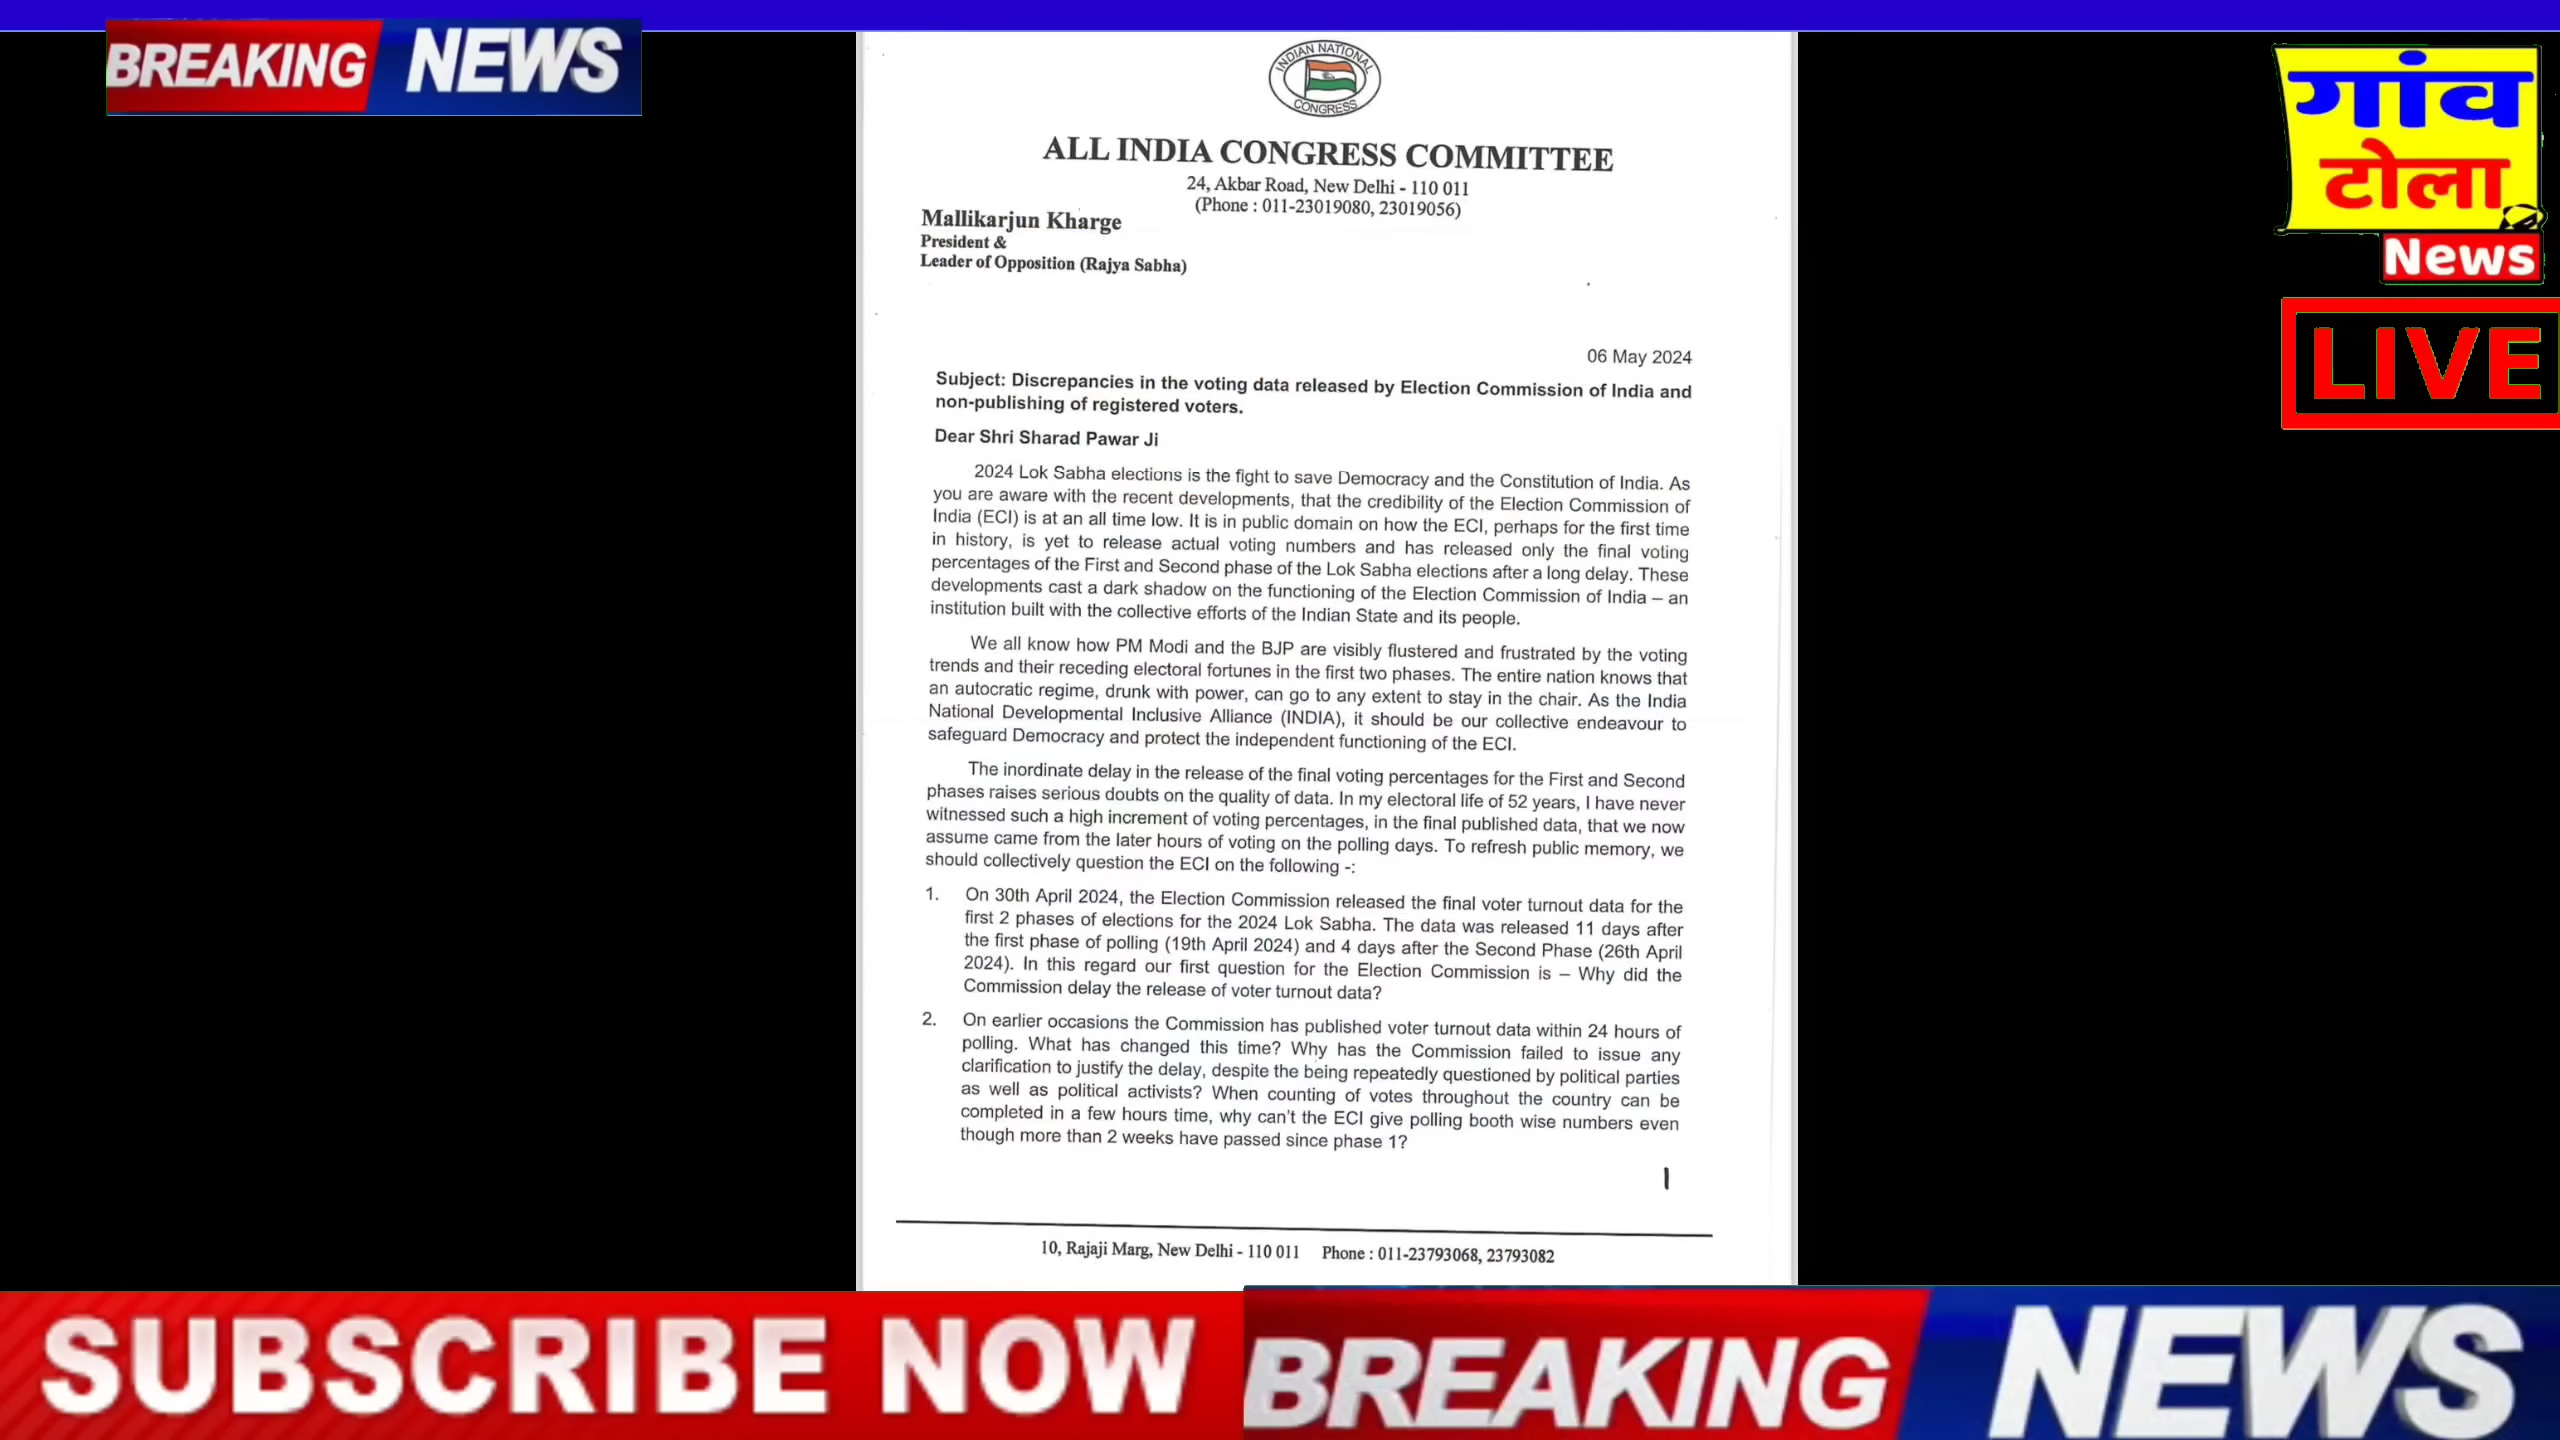 BREAKING NEWS
गांव
टोला
News
LIVE
INDIAN NATIONAL
CONGRESS
ALL INDIA CONGRESS COMMITTEE
24, Akbar Road, New Delhi - 110 011
(Phone : 011-23019080, 23019056)
Mallikarjun Kharge
President &
Leader of Opposition (Rajya Sabha)
06 May 2024
Subject: Discrepancies in the voting data released by Election Commission of India and
non-publishing of registered voters.
Dear Shri Sharad Pawar Ji
2024 Lok Sabha elections is the fight to save Democracy and the Constitution of India. As
you are aware with the recent developments, that the credibility of the Election Commission of
India (ECI) is at an all time low. It is in public domain on how the ECI, perhaps for the first time
in history, is yet to release actual voting numbers and has released only the final voting
percentages of the First and Second phase of the Lok Sabha elections after a long delay. These
developments cast a dark shadow on the functioning of the Election Commission of India – an
institution built with the collective efforts of the Indian State and its people.
We all know how PM Modi and the BJP are visibly flustered and frustrated by the voting
trends and their receding electoral fortunes in the first two phases. The entire nation knows that
an autocratic regime, drunk with power, can go to any extent to stay in the chair. As the India
National Developmental Inclusive Alliance (INDIA), it should be our collective endeavour to
safeguard Democracy and protect the independent functioning of the ECI.
The inordinate delay in the release of the final voting percentages for the First and Second
phases raises serious doubts on the quality of data. In my electoral life of 52 years, I have never
witnessed such a high increment of voting percentages, in the final published data, that we now
assume came from the later hours of voting on the polling days. To refresh public memory, we
should collectively question the ECI on the following -:
1. On 30th April 2024, the Election Commission released the final voter turnout data for the
first 2 phases of elections for the 2024 Lok Sabha. The data was released 11 days after
the first phase of polling (19th April 2024) and 4 days after the Second Phase (26th April
2024). In this regard our first question for the Election Commission is – Why did the
Commission delay the release of voter turnout data?
2. On earlier occasions the Commission has published voter turnout data within 24 hours of
polling. What has changed this time? Why has the Commission failed to issue any
clarification to justify the delay, despite the being repeatedly questioned by political parties
as well as political activists? When counting of votes throughout the country can be
completed in a few hours time, why can't the ECI give polling booth wise numbers even
though more than 2 weeks have passed since phase 1?
1
10, Rajaji Marg, New Delhi - 110 011 Phone : 011-23793068, 23793082
SUBSCRIBE NOW BREAKING NEWS